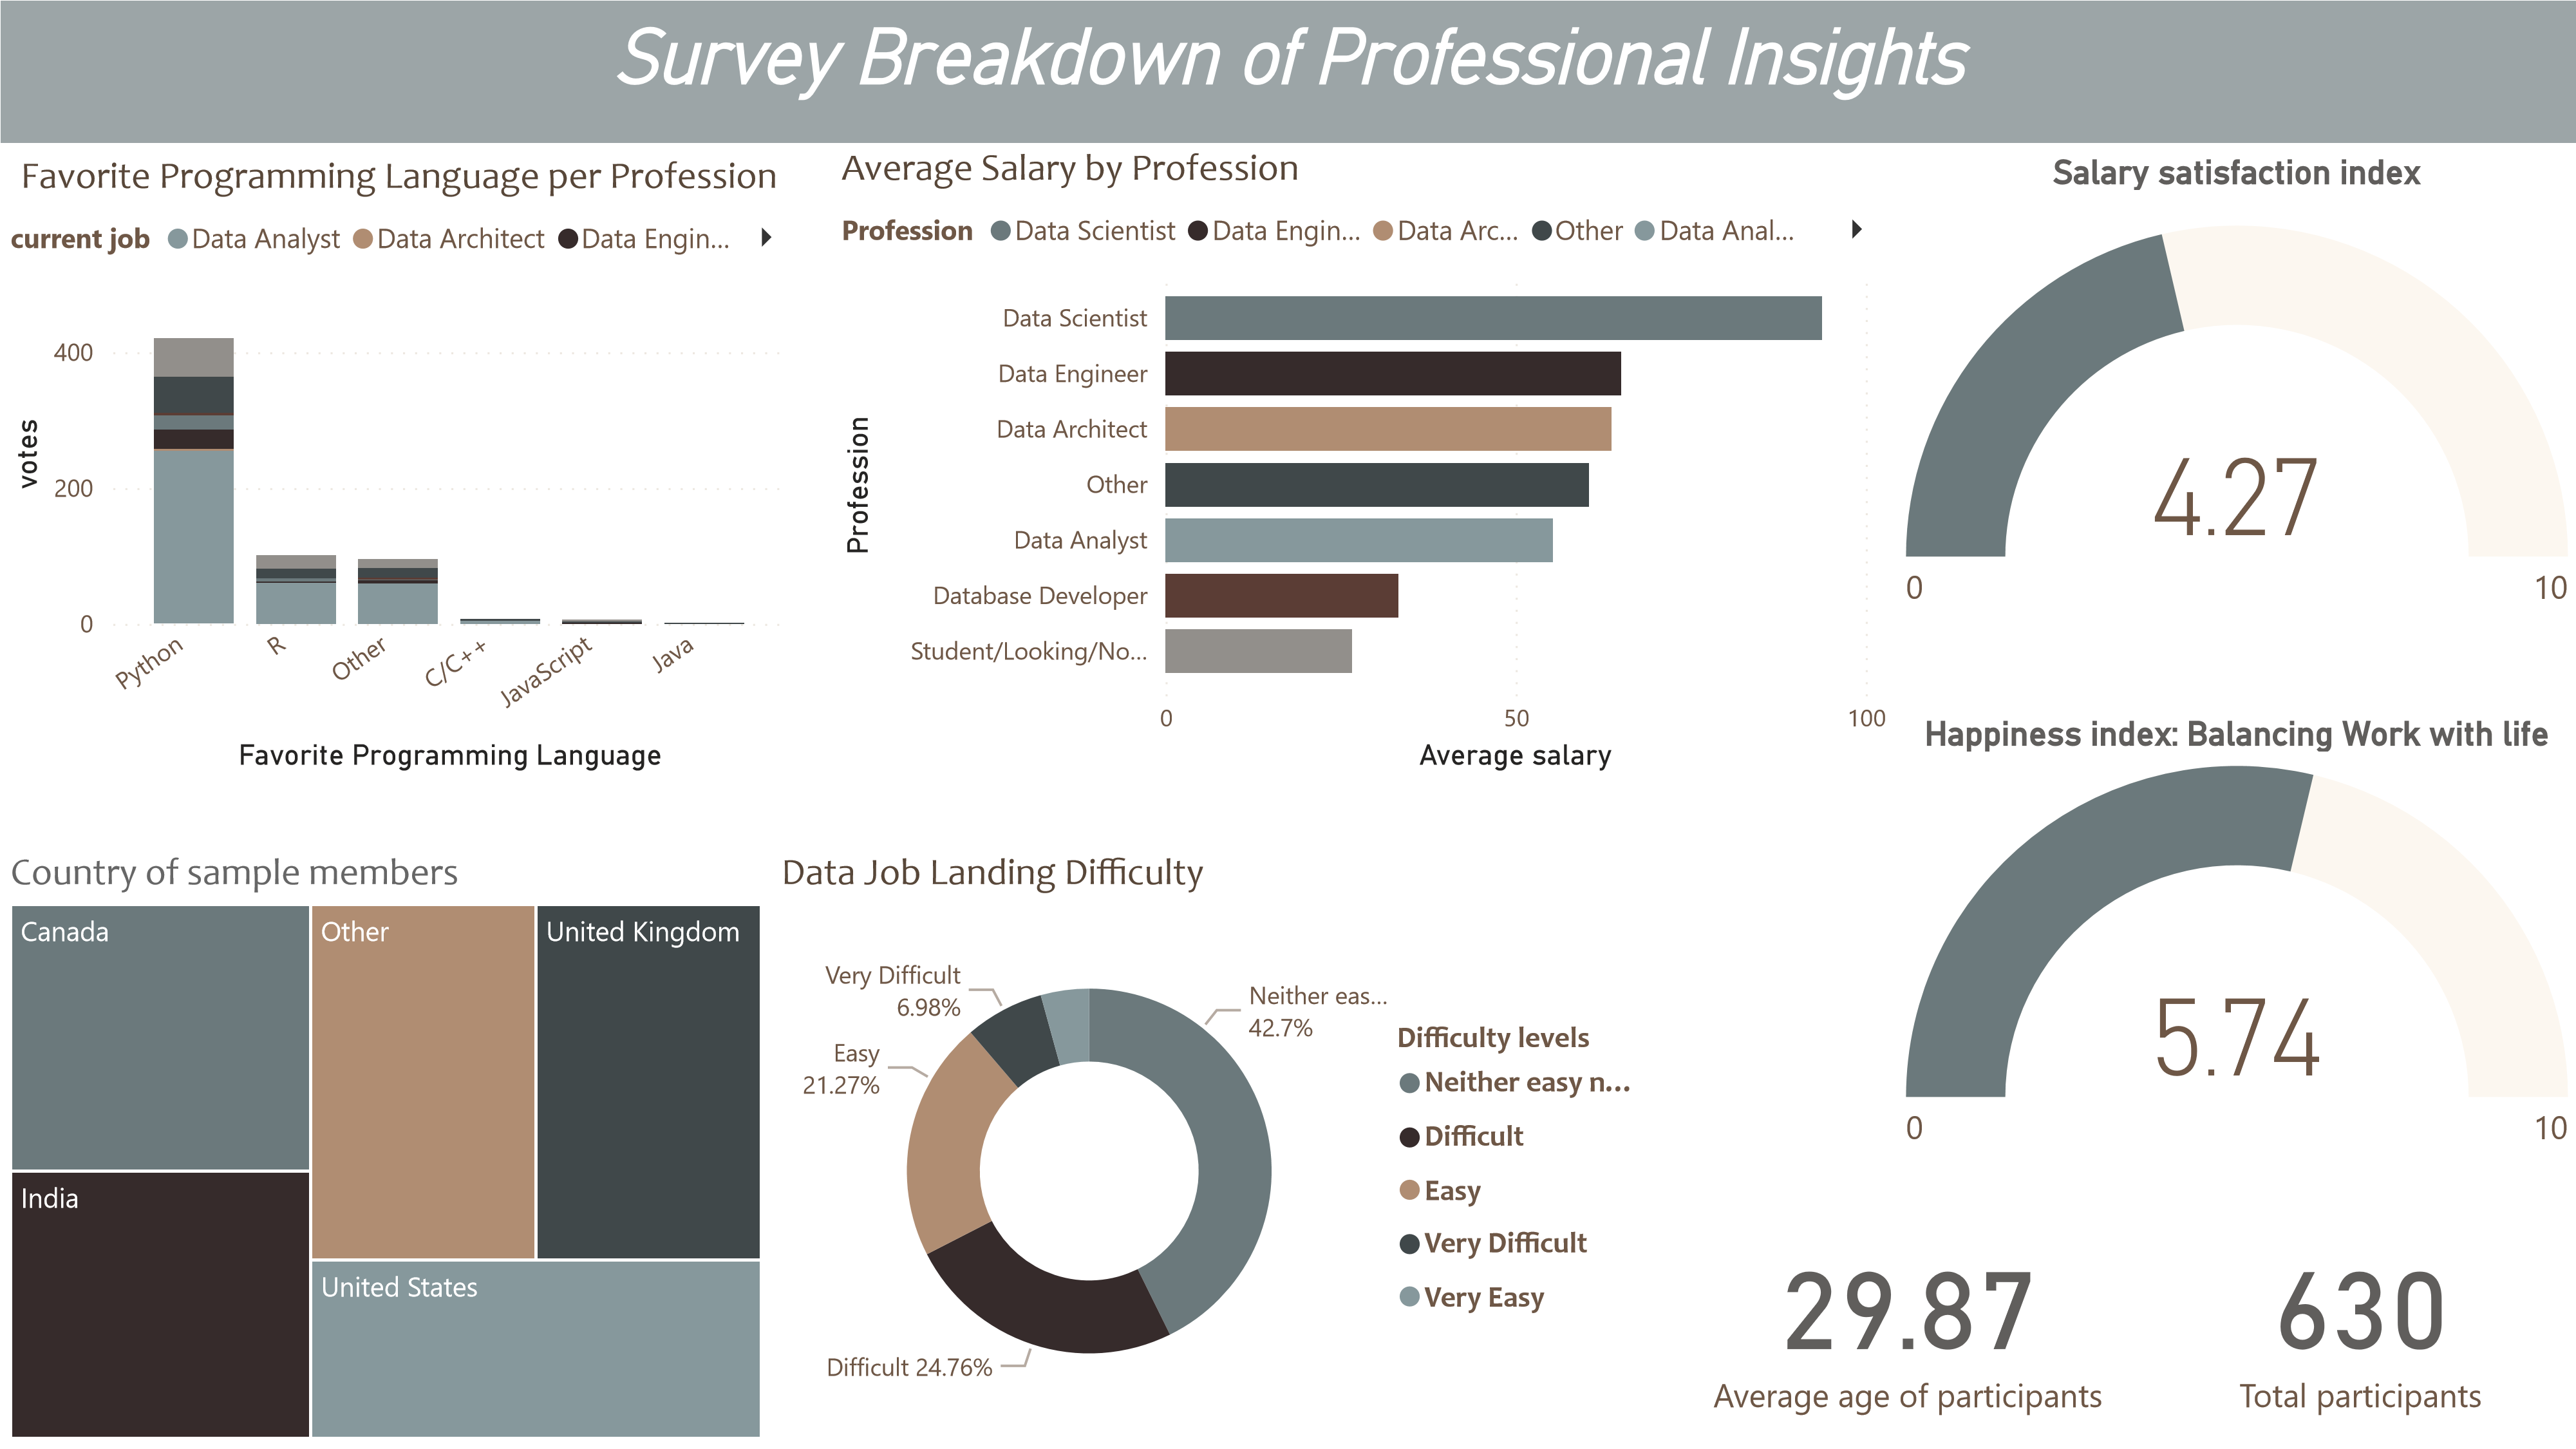 Survey Breakdown of Professional Insights
Favorite Programming Language per Profession
current job Data Analyst Data Architect Data Engin...
votes
400
200
0
Python R Other C/C++ JavaScript Java
Favorite Programming Language
Average Salary by Profession
Profession Data Scientist Data Engin... Data Arc... Other Data Anal...
Profession
Data Scientist
Data Engineer
Data Architect
Other
Data Analyst
Database Developer
Student/Looking/No...
0 50 100
Average salary
Salary satisfaction index
4.27
0 10
Happiness index: Balancing Work with life
5.74
0 10
Country of sample members
Canada
Other
United Kingdom
India
United States
Data Job Landing Difficulty
Very Difficult
6.98%
Neither eas...
42.7%
Easy
21.27%
Difficult 24.76%
Difficulty levels
Neither easy n...
Difficult
Easy
Very Difficult
Very Easy
29.87
Average age of participants
630
Total participants